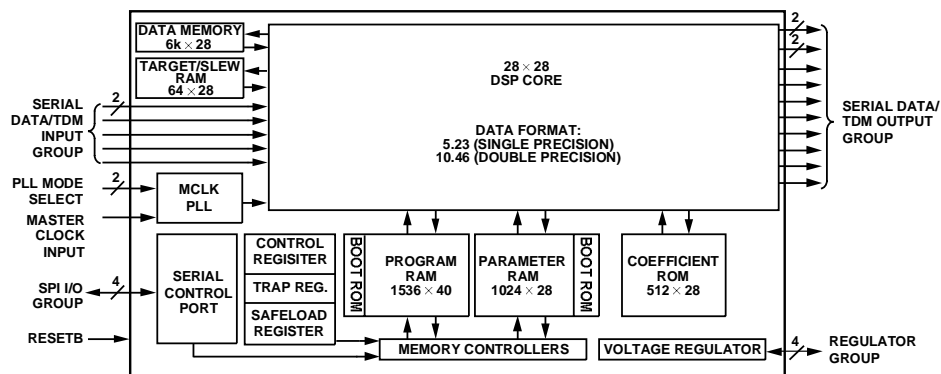 DATA MEMORY
6k × 28
TARGET/SLEW
RAM
64 × 28
28 × 28
DSP CORE
DATA FORMAT:
5.23 (SINGLE PRECISION)
10.46 (DOUBLE PRECISION)
2
SERIAL
DATA/TDM
INPUT
GROUP
2
2
SERIAL DATA/
TDM OUTPUT
GROUP
2
PLL MODE
SELECT
MCLK
PLL
MASTER
CLOCK
INPUT
SERIAL
CONTROL
PORT
CONTROL
REGISITER
TRAP REG.
SAFELOAD
REGISTER
BOOT ROM
PROGRAM
RAM
1536 × 40
PARAMETER
RAM
1024 × 28
BOOT ROM
COEFFICIENT
ROM
512 × 28
4
SPI I/O
GROUP
RESETB
MEMORY CONTROLLERS
VOLTAGE REGULATOR
4
REGULATOR
GROUP